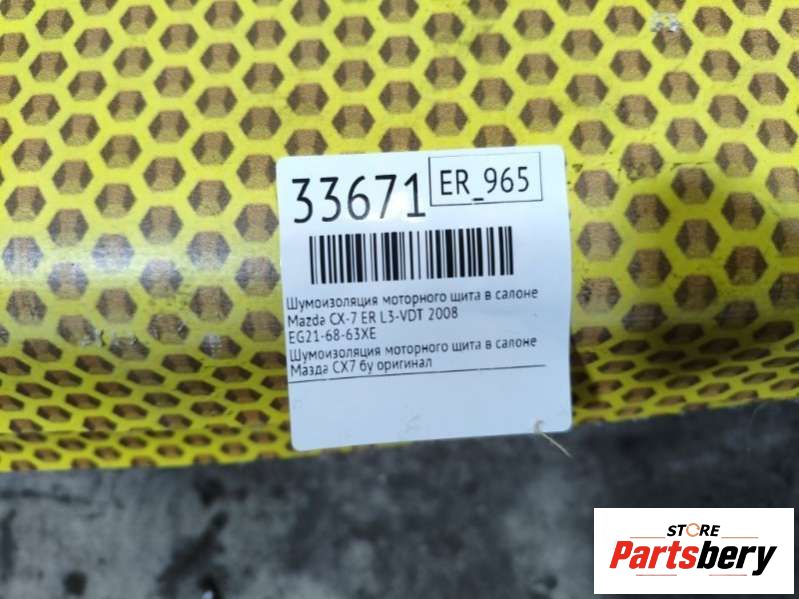 33671
ER_965
Шумоизоляция моторного щита в салоне
Mazda CX-7 ER L3-VDT 2008
EG21-68-63XE
Шумоизоляция моторного щита в салоне
Мазда СХ7 бу оригинал
STORE
Partsbery